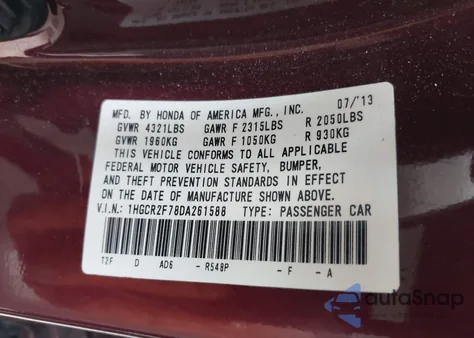 MFD. BY HONDA OF AMERICA MFG., INC. 07/'13
GVWR 4321LBS GAWR F 2315LBS R 2050LBS
GVWR 1960KG GAWR F 1050KG R 930KG
THIS VEHICLE CONFORMS TO ALL APPLICABLE
FEDERAL MOTOR VEHICLE SAFETY, BUMPER,
AND THEFT PREVENTION STANDARDS IN EFFECT
ON THE DATE OF MANUFACTURE SHOWN ABOVE.
V.I.N.: 1HGCR2F78DA261588 TYPE: PASSENGER CAR
T2F D AD6 - R548P - F - A
autoSnap